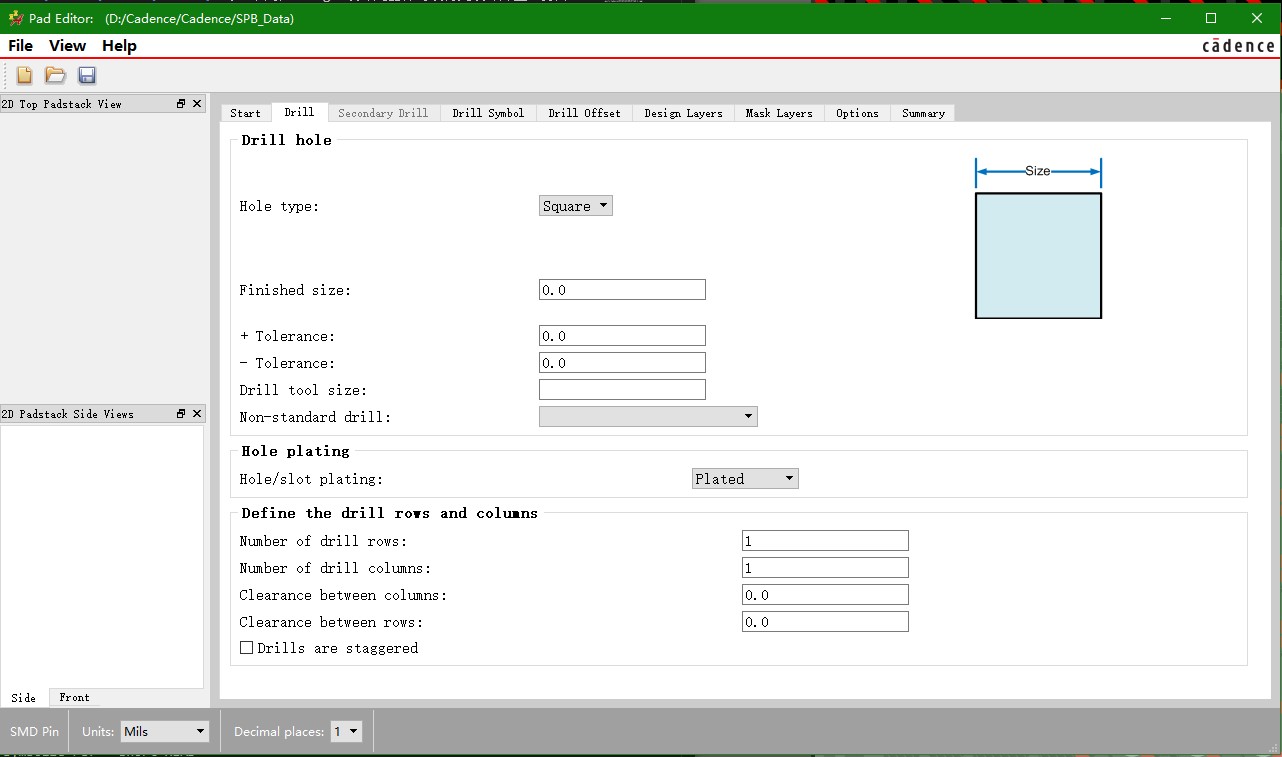 Pad Editor: (D:/Cadence/Cadence/SPB_Data)
File View Help
cādence
2D Top Padstack View
Start Drill Secondary Drill Drill Symbol Drill Offset Design Layers Mask Layers Options Summary
Drill hole
Size
Hole type: Square
Finished size: 0.0
+ Tolerance: 0.0
- Tolerance: 0.0
Drill tool size:
Non-standard drill:
2D Padstack Side Views
Hole plating
Hole/slot plating: Plated
Define the drill rows and columns
Number of drill rows: 1
Number of drill columns: 1
Clearance between columns: 0.0
Clearance between rows: 0.0
Drills are staggered
Side Front
SMD Pin Units: Mils Decimal places: 1